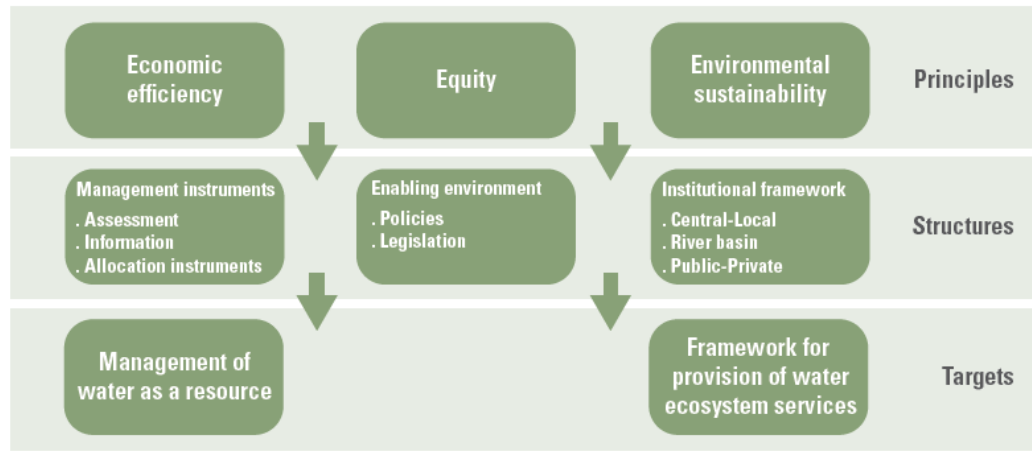 Economic
efficiency
Equity
Environmental
sustainability
Principles
Management instruments
. Assessment
. Information
. Allocation instruments
Enabling environment
. Policies
. Legislation
Institutional framework
. Central-Local
. River basin
. Public-Private
Structures
Management of
water as a resource
Framework for
provision of water
ecosystem services
Targets